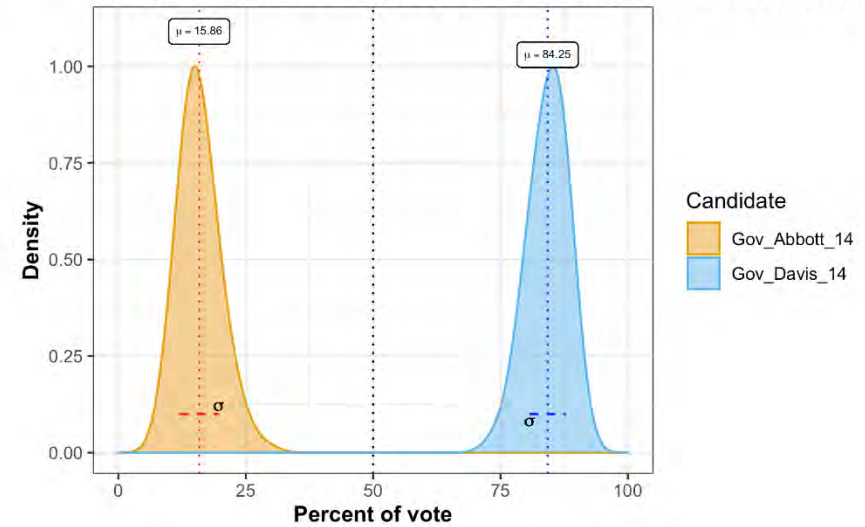 μ = 15.86
μ = 84.25
1.00
0.75
0.50
0.25
0.00
Density
σ
σ
0
25
50
75
100
Percent of vote
Candidate
Gov_Abbott_14
Gov_Davis_14